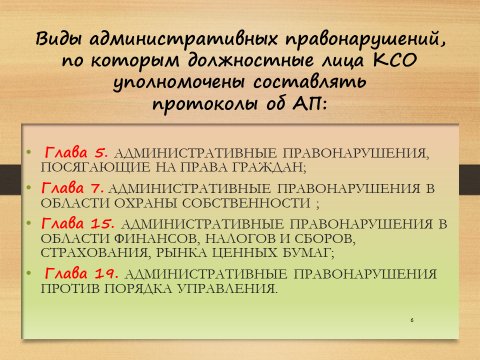 Виды административных правонарушений,
по которым должностные лица КСО
уполномочены составлять
протоколы об АП:
• Глава 5. АДМИНИСТРАТИВНЫЕ ПРАВОНАРУШЕНИЯ,
ПОСЯГАЮЩИЕ НА ПРАВА ГРАЖДАН;
• Глава 7. АДМИНИСТРАТИВНЫЕ ПРАВОНАРУШЕНИЯ В
ОБЛАСТИ ОХРАНЫ СОБСТВЕННОСТИ ;
• Глава 15. АДМИНИСТРАТИВНЫЕ ПРАВОНАРУШЕНИЯ В
ОБЛАСТИ ФИНАНСОВ, НАЛОГОВ И СБОРОВ,
СТРАХОВАНИЯ, РЫНКА ЦЕННЫХ БУМАГ;
• Глава 19. АДМИНИСТРАТИВНЫЕ ПРАВОНАРУШЕНИЯ
ПРОТИВ ПОРЯДКА УПРАВЛЕНИЯ.
6